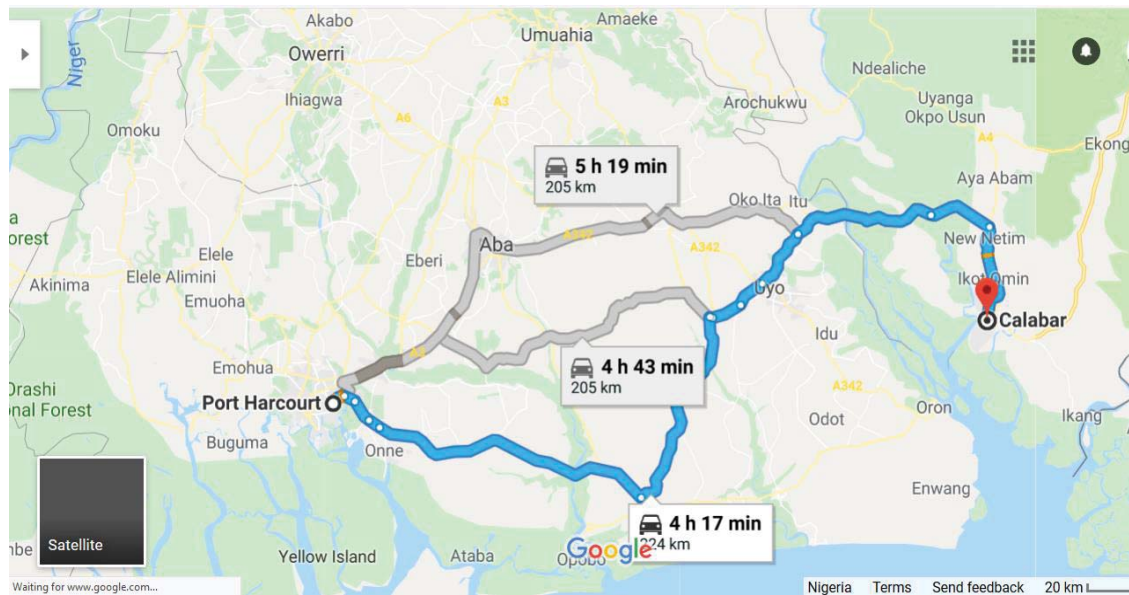 Akabo
Amaeke
Umuahia
Owerri
Niger
Ndealiche
Ihiagwa
A3
Arochukwu
Uyanga
Okpo Usun
A6
A4
Omoku
Ekong
5 h 19 min
205 km
Aya Abam
orest
Oko Ita
Itu
Elele
Aba
A342
New Netim
Eberi
Elele Alimini
Akinima
Ikot Omin
Emuoha
Uyo
Calabar
Idu
4 h 43 min
205 km
Emohua
Orashi
onal Forest
A342
Port Harcourt
Oron
Odot
Ikang
Buguma
Onne
Enwang
4 h 17 min
224 km
Satellite
Google
Yellow Island
Ataba
Opobo
Waiting for www.google.com...
Nigeria Terms Send feedback 20 km